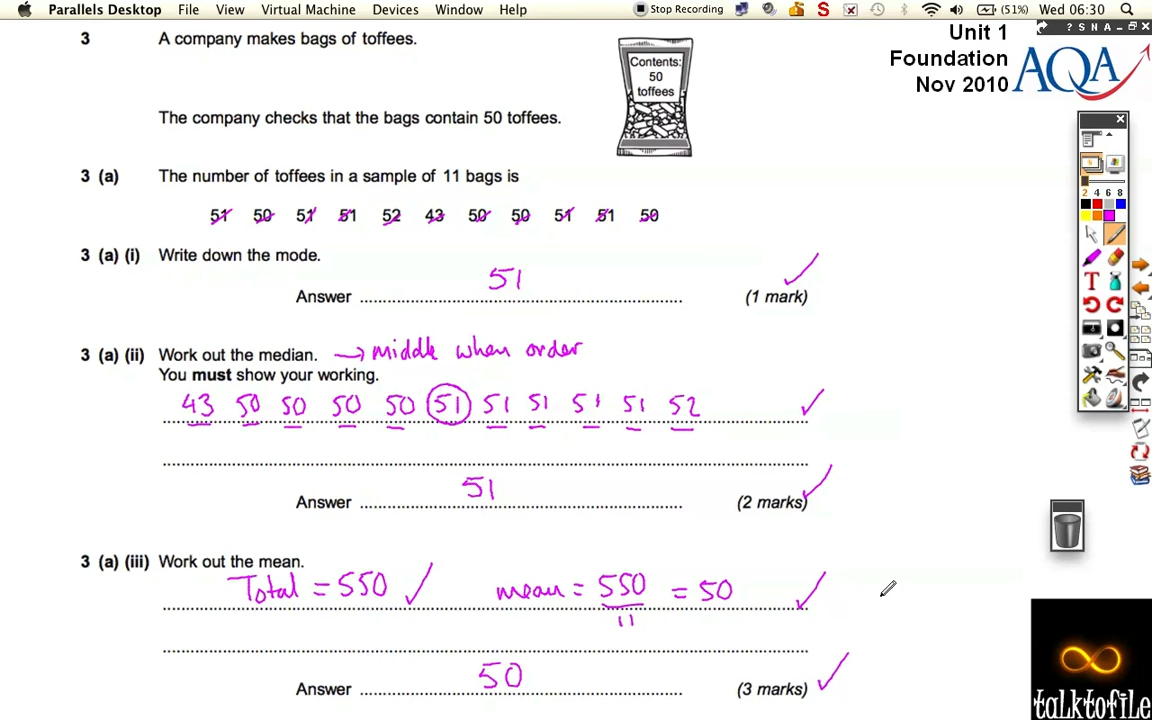 Parallels Desktop File View Virtual Machine Devices Window Help Stop Recording S (51%) Wed 06:30
3 A company makes bags of toffees.
Contents:
50
toffees
Unit 1
Foundation
Nov 2010
AQA
? S N A
The company checks that the bags contain 50 toffees.
3 (a) The number of toffees in a sample of 11 bags is
51 50 51 51 52 43 50 50 51 51 50
2 4 6 8
3 (a) (i) Write down the mode.
51
Answer (1 mark)
T
3 (a) (ii) Work out the median. → middle when order
You must show your working.
43 50 50 50 50 51 51 51 51 51 52
51
Answer (2 marks)
3 (a) (iii) Work out the mean.
Total = 550 mean = 550 = 50
11
50
Answer (3 marks)
talktofile